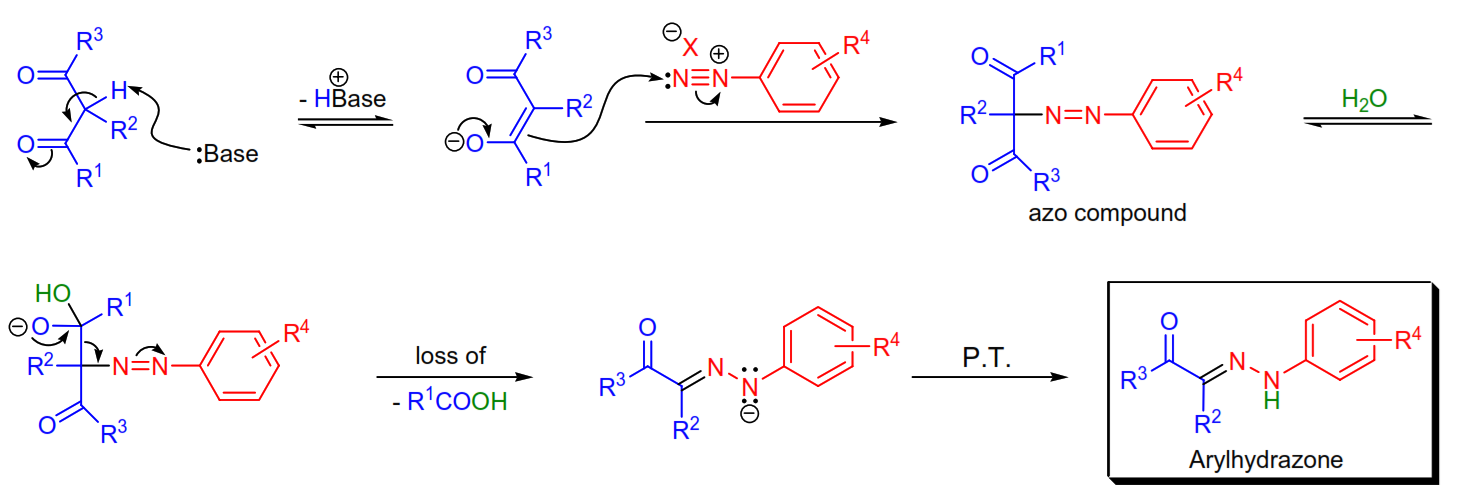 R³
O
H
R²
O
R¹
:Base
⊕
- HBase
R³
O
R²
⊖ O
R¹
⊖
X ⊕
:N≡N
R⁴
O R¹
R² N=N
R⁴
O
R³
azo compound
H₂O
HO
R¹
⊖ O
R² N=N
R⁴
O
R³
loss of
- R¹COOH
O
R³
N
N
⊖
R²
R⁴
P.T.
O
R³
N
N
H
R²
R⁴
Arylhydrazone